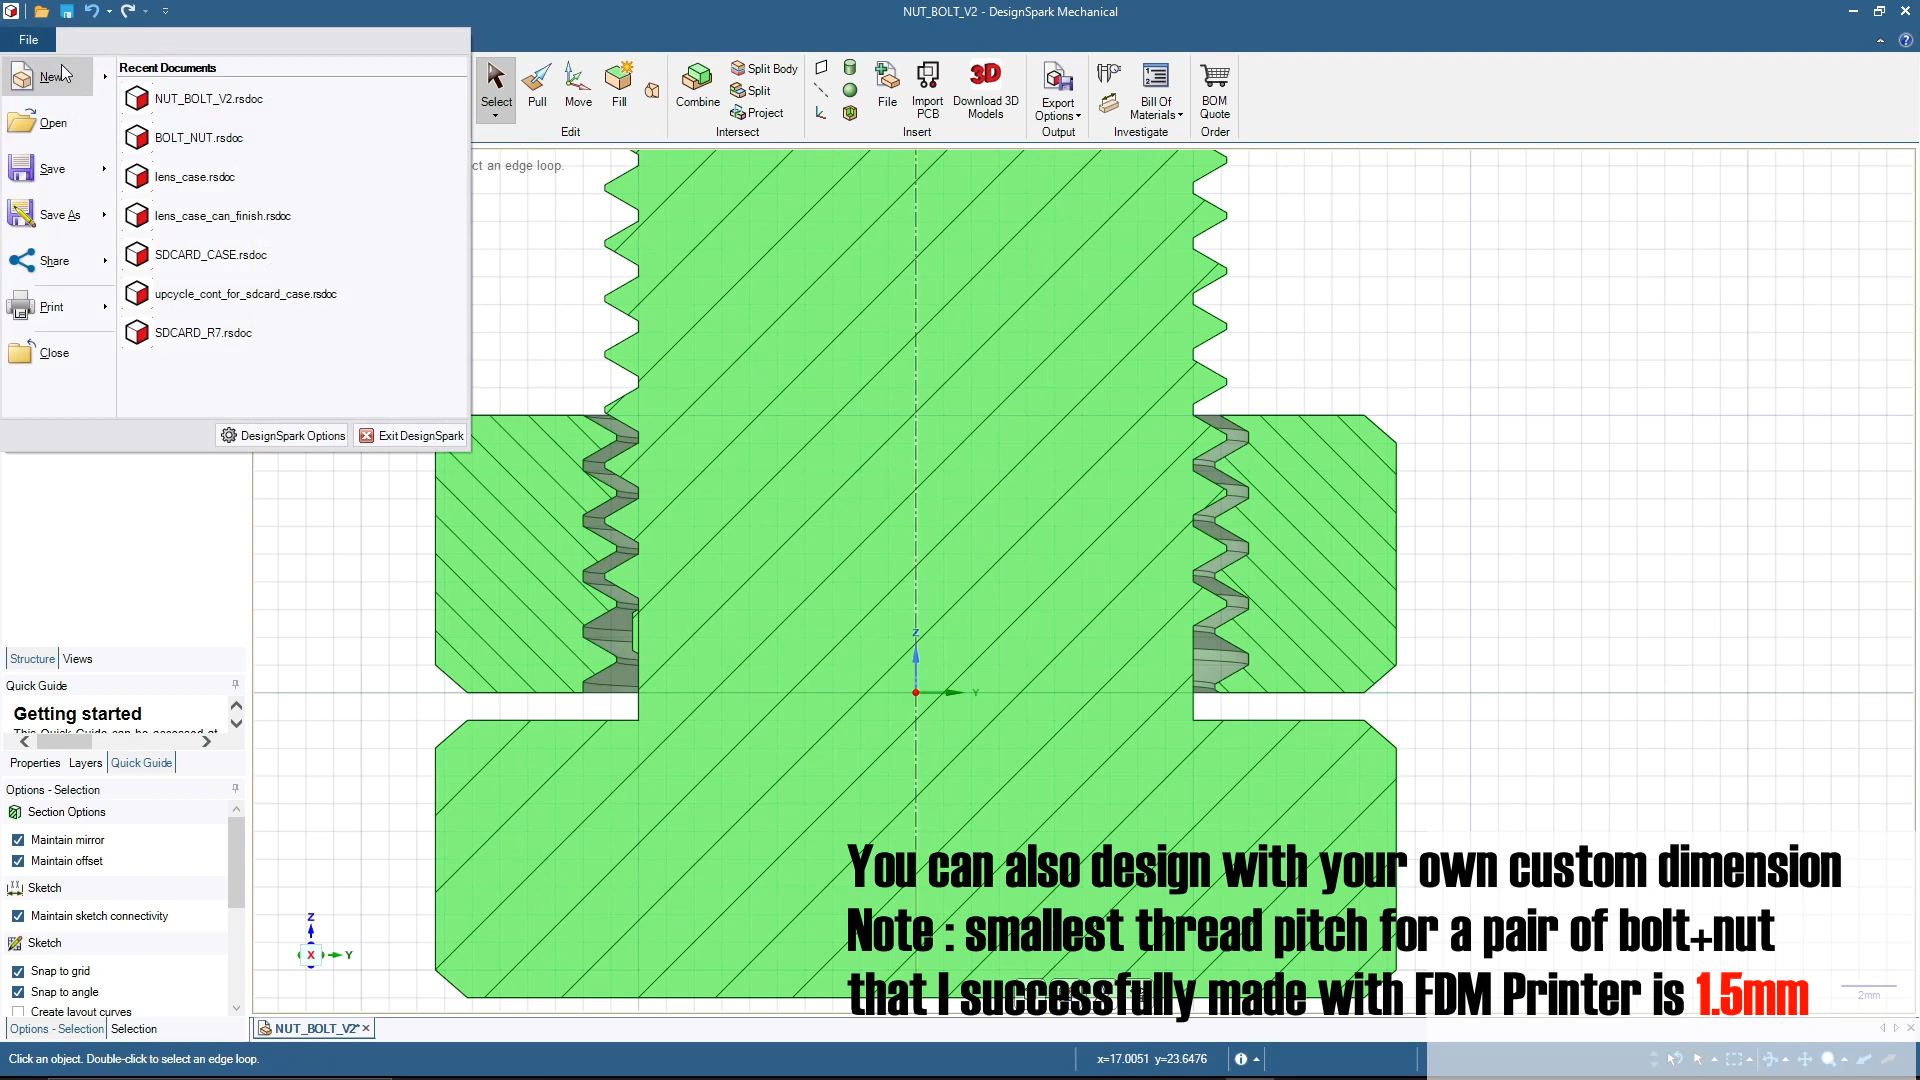 NUT_BOLT_V2 - DesignSpark Mechanical
File
New
Open
Save
Save As
Share
Print
Close
Recent Documents
NUT_BOLT_V2.rsdoc
BOLT_NUT.rsdoc
lens_case.rsdoc
lens_case_can_finish.rsdoc
SDCARD_CASE.rsdoc
upcycle_cont_for_sdcard_case.rsdoc
SDCARD_R7.rsdoc
DesignSpark Options
Exit DesignSpark
Select
Pull
Move
Fill
Edit
Combine
Split Body
Split
Project
Intersect
File
Import PCB
Download 3D Models
Insert
Export Options
Output
Bill Of Materials
Investigate
BOM Quote
Order
ct an edge loop.
Structure
Views
Quick Guide
Getting started
Properties
Layers
Quick Guide
Options - Selection
Section Options
Maintain mirror
Maintain offset
Sketch
Maintain sketch connectivity
Sketch
Snap to grid
Snap to angle
Create layout curves
Options - Selection
Selection
Z
Y
Z
X
Y
You can also design with your own custom dimension
Note : smallest thread pitch for a pair of bolt+nut
that I successfully made with FDM Printer is 1.5mm
2mm
NUT_BOLT_V2*
Click an object. Double-click to select an edge loop.
x=17.0051 y=23.6476